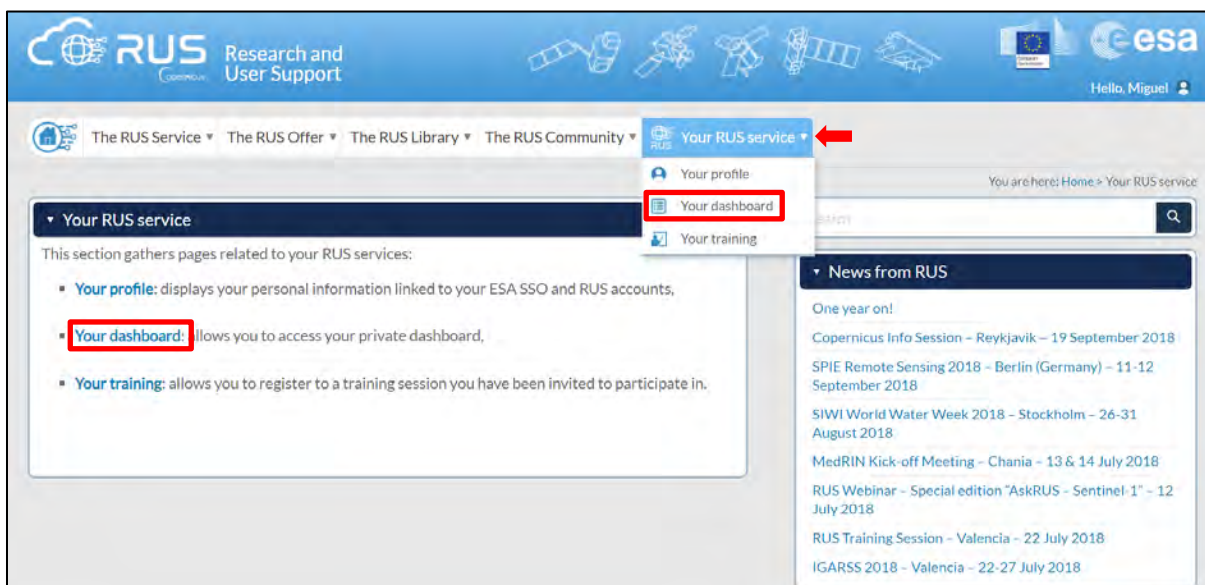 RUS
Copernicus
Research and
User Support
esa
Hello, Miguel
The RUS Service
The RUS Offer
The RUS Library
The RUS Community
RUS
Your RUS service
Your profile
Your dashboard
Your training
You are here: Home > Your RUS service
Your RUS service
This section gathers pages related to your RUS services:
Your profile: displays your personal information linked to your ESA SSO and RUS accounts,
Your dashboard: allows you to access your private dashboard,
Your training: allows you to register to a training session you have been invited to participate in.
News from RUS
One year on!
Copernicus Info Session – Reykjavik – 19 September 2018
SPIE Remote Sensing 2018 – Berlin (Germany) – 11-12
September 2018
SIWI World Water Week 2018 – Stockholm – 26-31
August 2018
MedRIN Kick-off Meeting – Chania – 13 & 14 July 2018
RUS Webinar – Special edition "AskRUS – Sentinel-1" – 12
July 2018
RUS Training Session – Valencia – 22 July 2018
IGARSS 2018 – Valencia – 22-27 July 2018